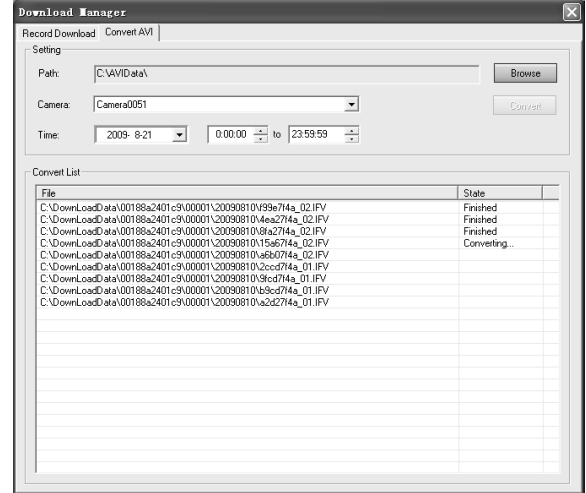 Download Manager
Record Download Convert AVI
Setting
Path: C:\AVIData\ Browse
Camera: Camera0051 Convert
Time: 2009- 8-21 0:00:00 to 23:59:59
Convert List
File State
C:\DownLoadData\00188a2401c9\00001\20090810\f99e7f4a_02.IFV Finished
C:\DownLoadData\00188a2401c9\00001\20090810\4ea27f4a_02.IFV Finished
C:\DownLoadData\00188a2401c9\00001\20090810\8fa27f4a_02.IFV Finished
C:\DownLoadData\00188a2401c9\00001\20090810\15a67f4a_02.IFV Converting...
C:\DownLoadData\00188a2401c9\00001\20090810\a6b07f4a_02.IFV
C:\DownLoadData\00188a2401c9\00001\20090810\2ccd7f4a_01.IFV
C:\DownLoadData\00188a2401c9\00001\20090810\9fcd7f4a_01.IFV
C:\DownLoadData\00188a2401c9\00001\20090810\b9cd7f4a_01.IFV
C:\DownLoadData\00188a2401c9\00001\20090810\a2d27f4a_01.IFV